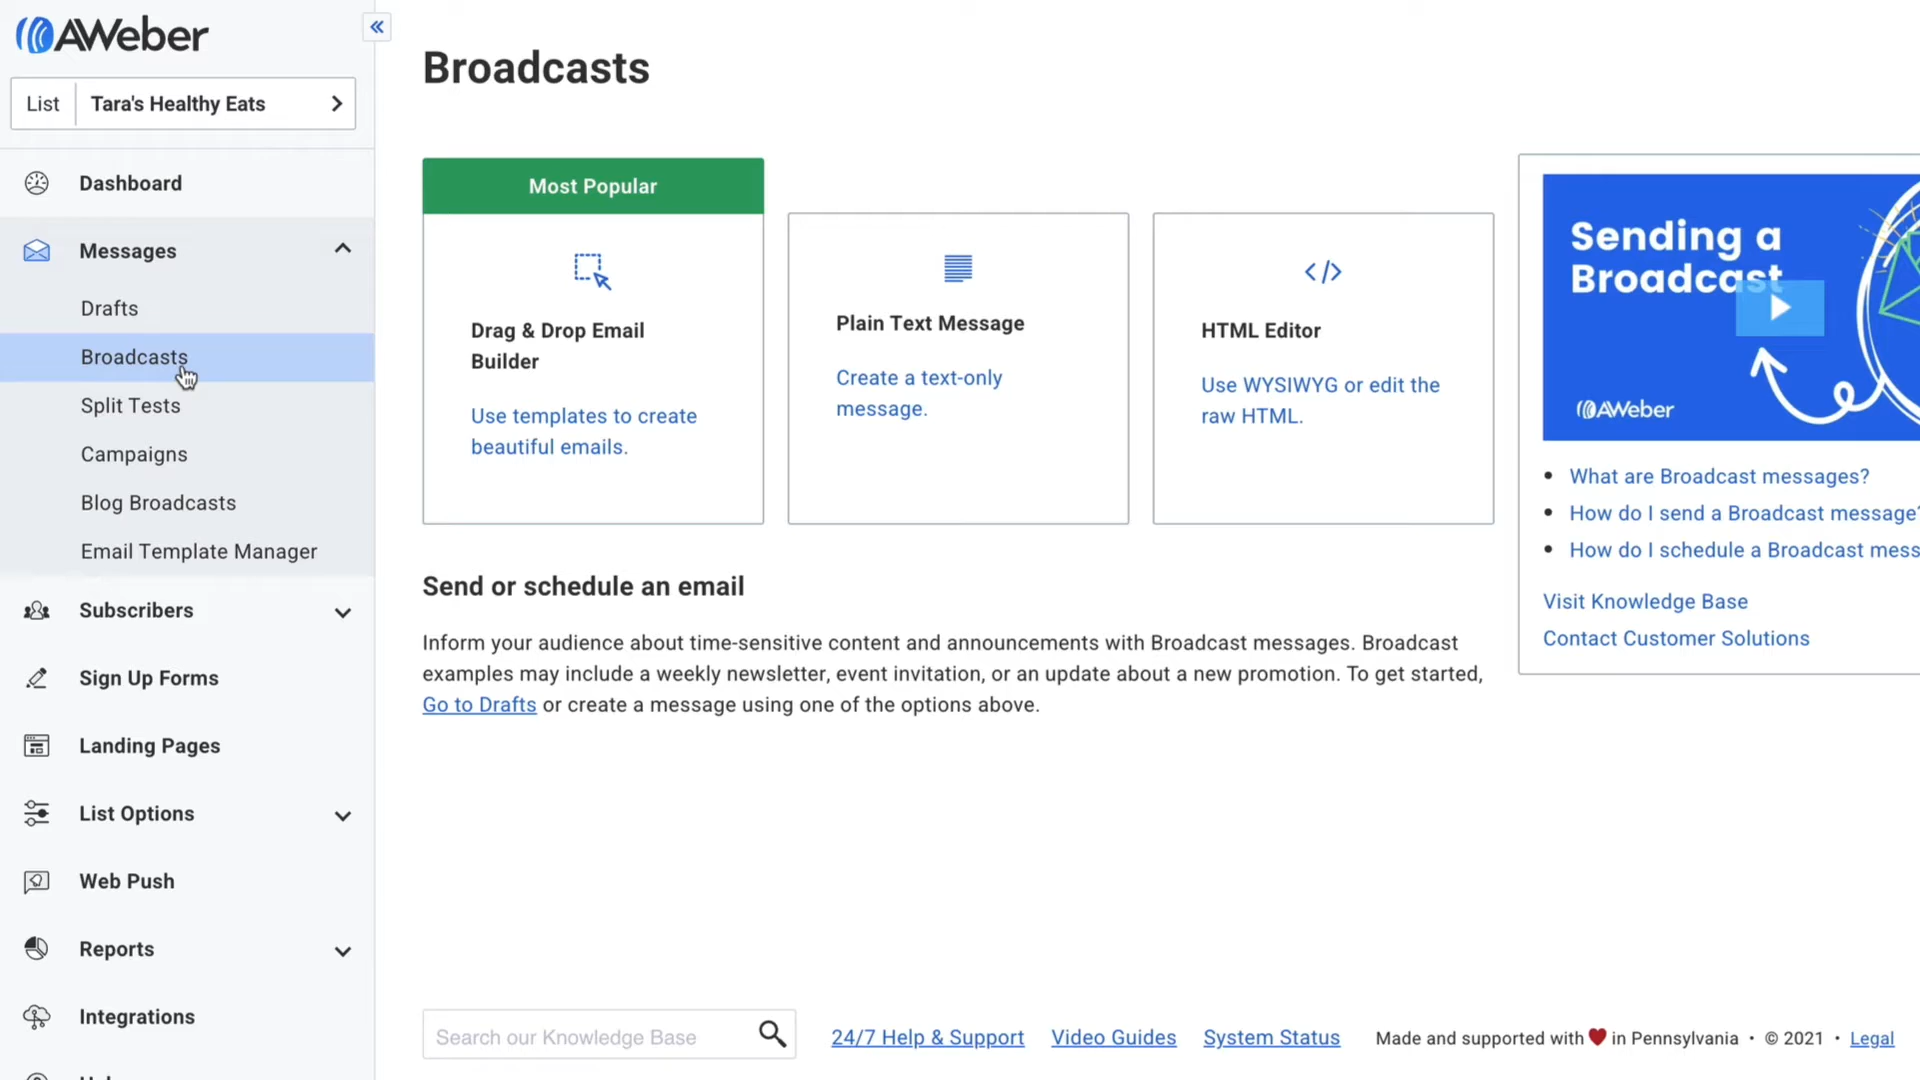 AWeber
List
Tara's Healthy Eats
Dashboard
Messages
Drafts
Broadcasts
Split Tests
Campaigns
Blog Broadcasts
Email Template Manager
Subscribers
Sign Up Forms
Landing Pages
List Options
Web Push
Reports
Integrations
Broadcasts
Most Popular
Drag & Drop Email
Builder
Use templates to create
beautiful emails.
Plain Text Message
Create a text-only
message.
HTML Editor
Use WYSIWYG or edit the
raw HTML.
Send or schedule an email
Inform your audience about time-sensitive content and announcements with Broadcast messages. Broadcast
examples may include a weekly newsletter, event invitation, or an update about a new promotion. To get started,
Go to Drafts or create a message using one of the options above.
Sending a
Broadcast
AWeber
What are Broadcast messages?
How do I send a Broadcast message?
How do I schedule a Broadcast mess
Visit Knowledge Base
Contact Customer Solutions
Search our Knowledge Base
24/7 Help & Support
Video Guides
System Status
Made and supported with ❤ in Pennsylvania • © 2021 • Legal